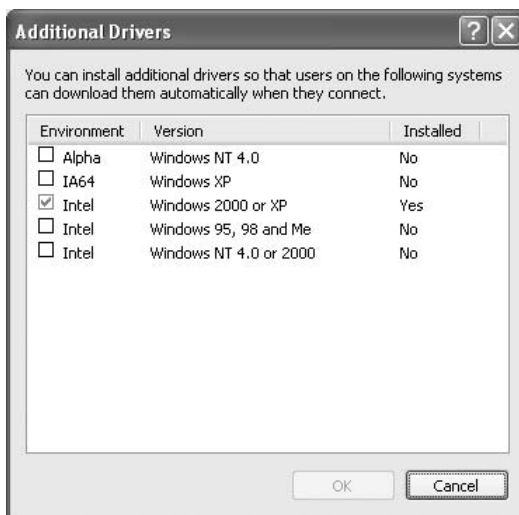 Additional Drivers
You can install additional drivers so that users on the following systems
can download them automatically when they connect.
Environment Version Installed
Alpha Windows NT 4.0 No
IA64 Windows XP No
Intel Windows 2000 or XP Yes
Intel Windows 95, 98 and Me No
Intel Windows NT 4.0 or 2000 No
OK Cancel